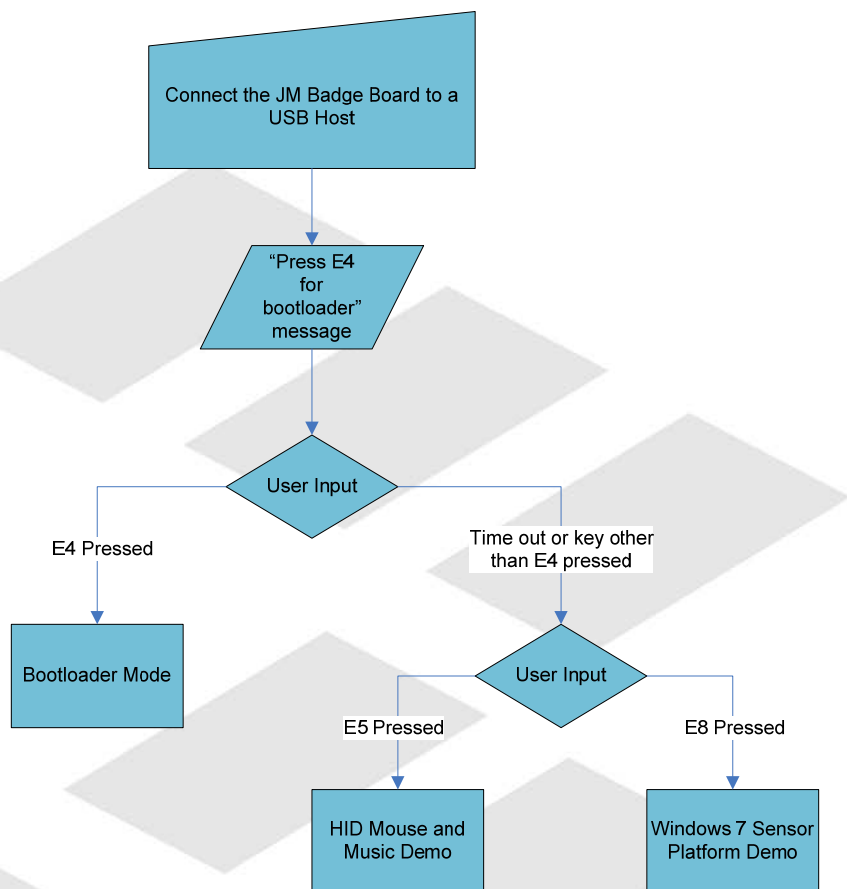 Connect the JM Badge Board to a
USB Host
“Press E4
for
bootloader”
message
User Input
E4 Pressed
Time out or key other
than E4 pressed
Bootloader Mode
User Input
E5 Pressed
E8 Pressed
HID Mouse and
Music Demo
Windows 7 Sensor
Platform Demo